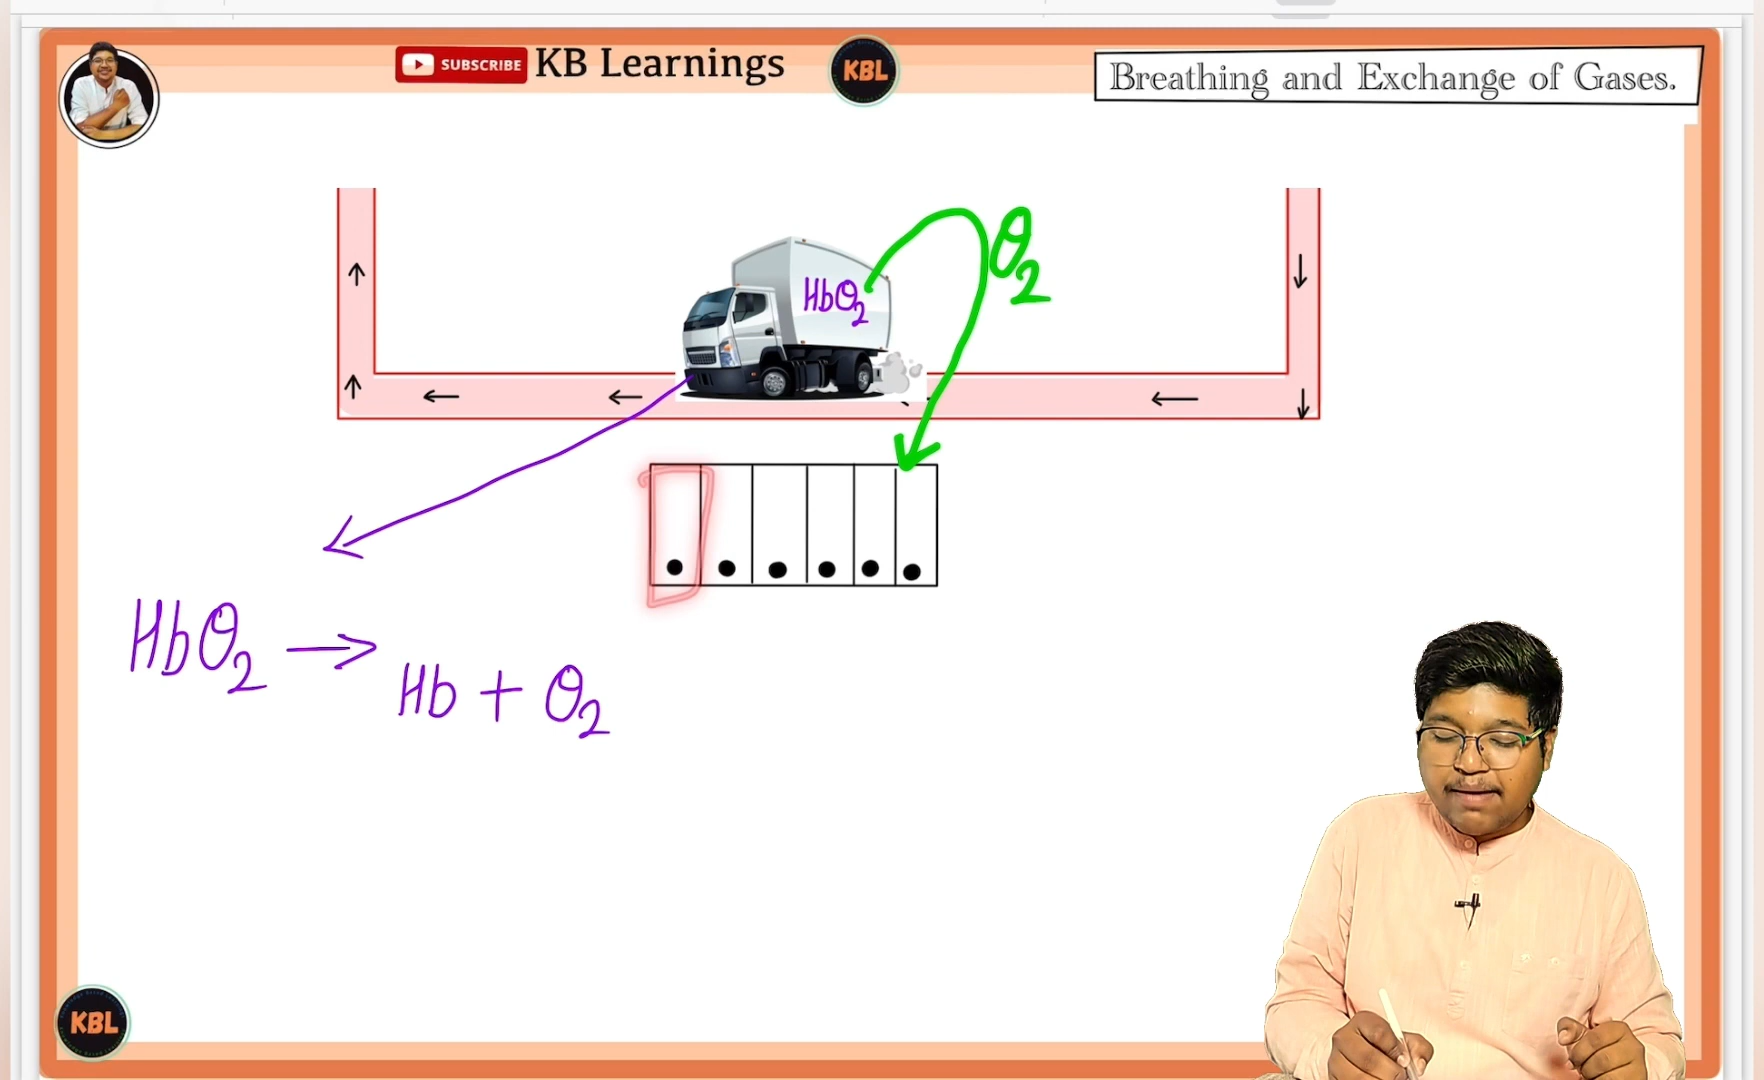 SUBSCRIBE KB Learnings KBL
Breathing and Exchange of Gases.
HbO₂
O₂
HbO₂ → Hb + O₂
KBL